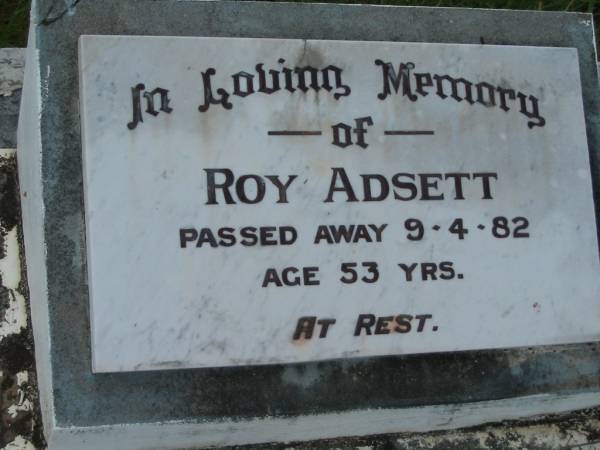 In Loving Memory
— of —
ROY ADSETT
PASSED AWAY 9·4·82
AGE 53 YRS.
AT REST.